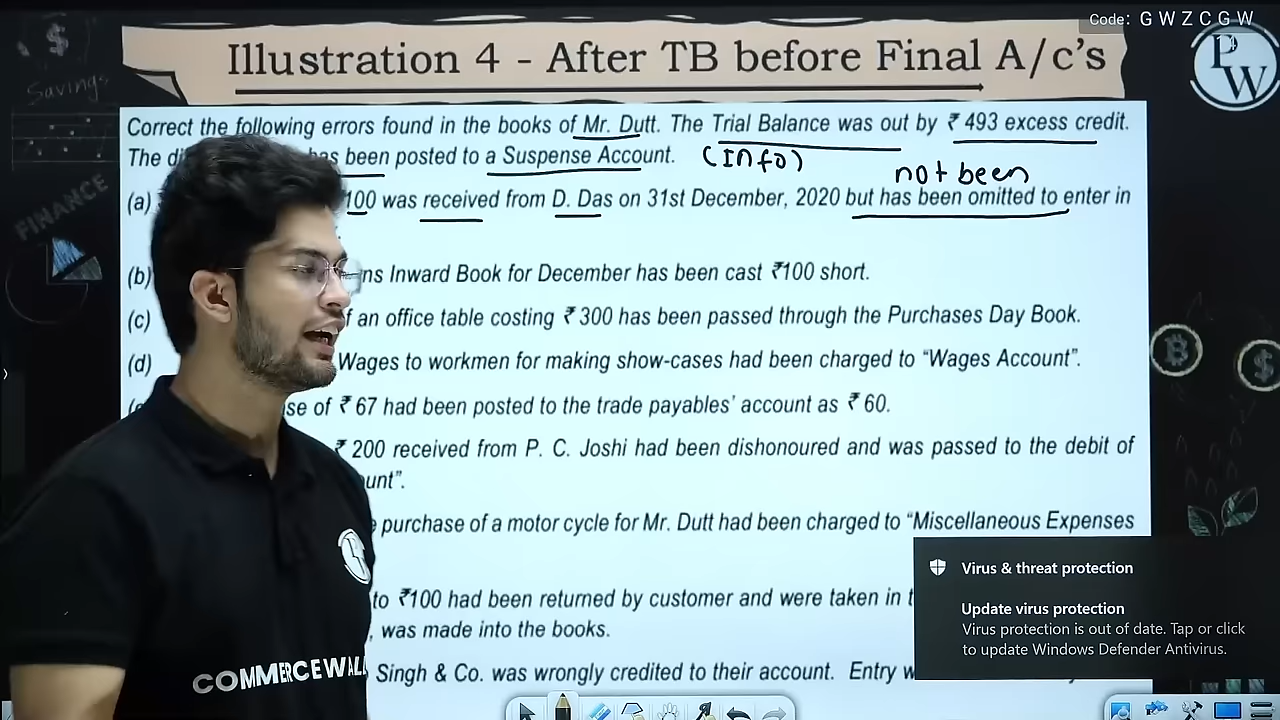 Code: G W Z C G W
Illustration 4 - After TB before Final A/c's
PW
Savings
FINANCE
Correct the following errors found in the books of Mr. Dutt. The Trial Balance was out by ₹ 493 excess credit.
The has been posted to a Suspense Account. (Info)
not been
(a) 100 was received from D. Das on 31st December, 2020 but has been omitted to enter in
(b) Inward Book for December has been cast ₹100 short.
(c) an office table costing ₹ 300 has been passed through the Purchases Day Book.
(d) Wages to workmen for making show-cases had been charged to “Wages Account”.
of ₹ 67 had been posted to the trade payables’ account as ₹ 60.
₹ 200 received from P. C. Joshi had been dishonoured and was passed to the debit of
purchase of a motor cycle for Mr. Dutt had been charged to “Miscellaneous Expenses
to ₹100 had been returned by customer and were taken in
, was made into the books.
Singh & Co. was wrongly credited to their account. Entry
COMMERCEWALL
Virus & threat protection
Update virus protection
Virus protection is out of date. Tap or click
to update Windows Defender Antivirus.